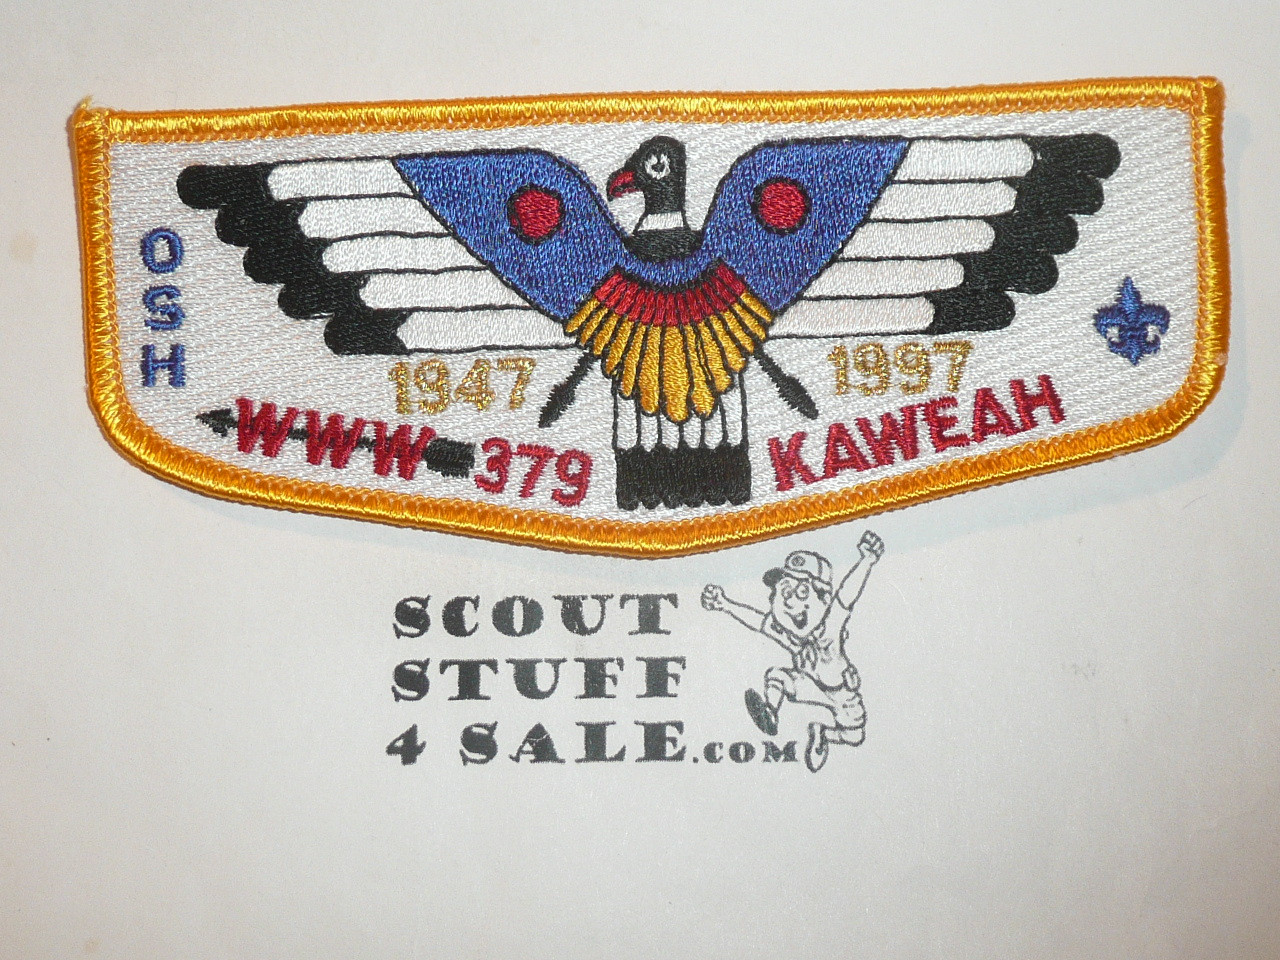 OSH
1947
1997
WWW 379
KAWEAH
SCOUT
STUFF
4 SALE.COM